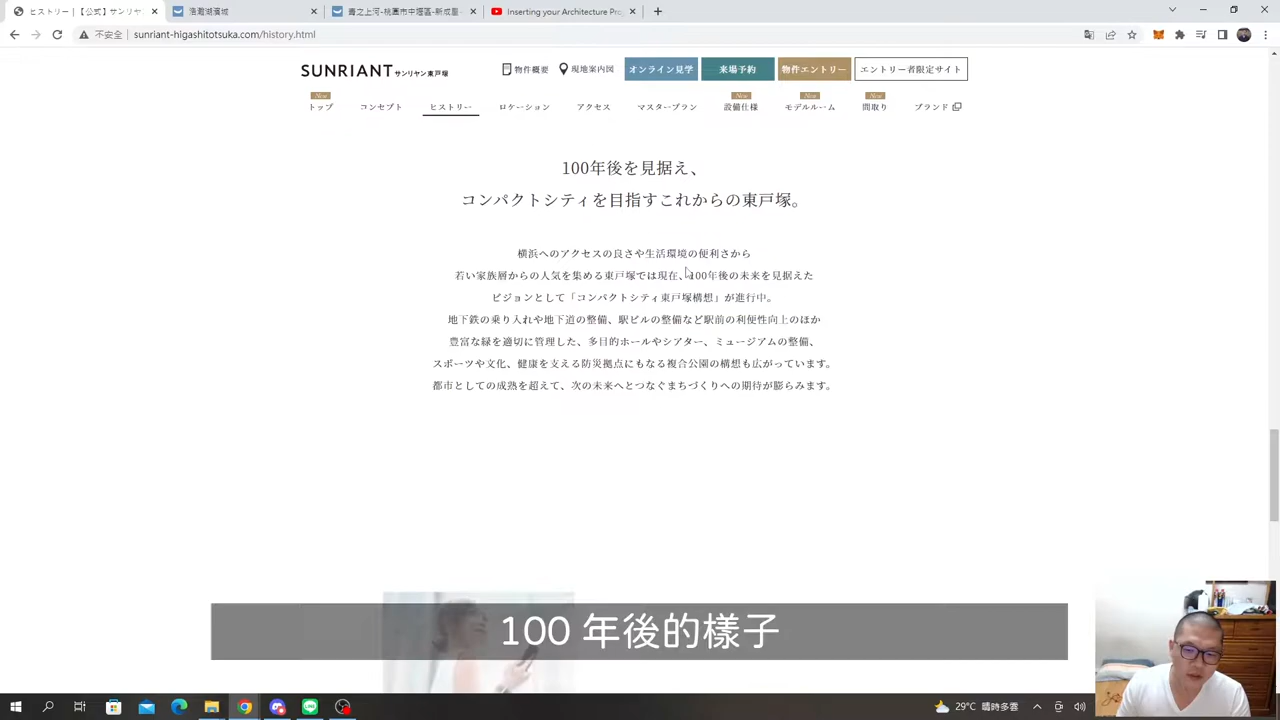 ヒストリー | 【公式】サンリヤン
浩瀚湖濱城
青之上河-桃園市中壢區-新成屋
Inserting your Architecture Proj
不安全 | sunriant-higashitotsuka.com/history.html
SUNRIANT サンリヤン東戸塚
物件概要
現地案内図
オンライン見学
来場予約
物件エントリー
エントリー者限定サイト
New
New
New
New
トップ
コンセプト
ヒストリー
ロケーション
アクセス
マスタープラン
設備仕様
モデルルーム
間取り
ブランド
100年後を見据え、
コンパクトシティを目指すこれからの東戸塚。
横浜へのアクセスの良さや生活環境の便利さから
若い家族層からの人気を集める東戸塚では現在、100年後の未来を見据えた
ビジョンとして「コンパクトシティ東戸塚構想」が進行中。
地下鉄の乗り入れや地下道の整備、駅ビルの整備など駅前の利便性向上のほか
豊富な緑を適切に管理した、多目的ホールやシアター、ミュージアムの整備、
スポーツや文化、健康を支える防災拠点にもなる複合公園の構想も広がっています。
都市としての成熟を超えて、次の未来へとつなぐまちづくりへの期待が膨らみます。
100 年後的樣子
29°C 晴時多雲